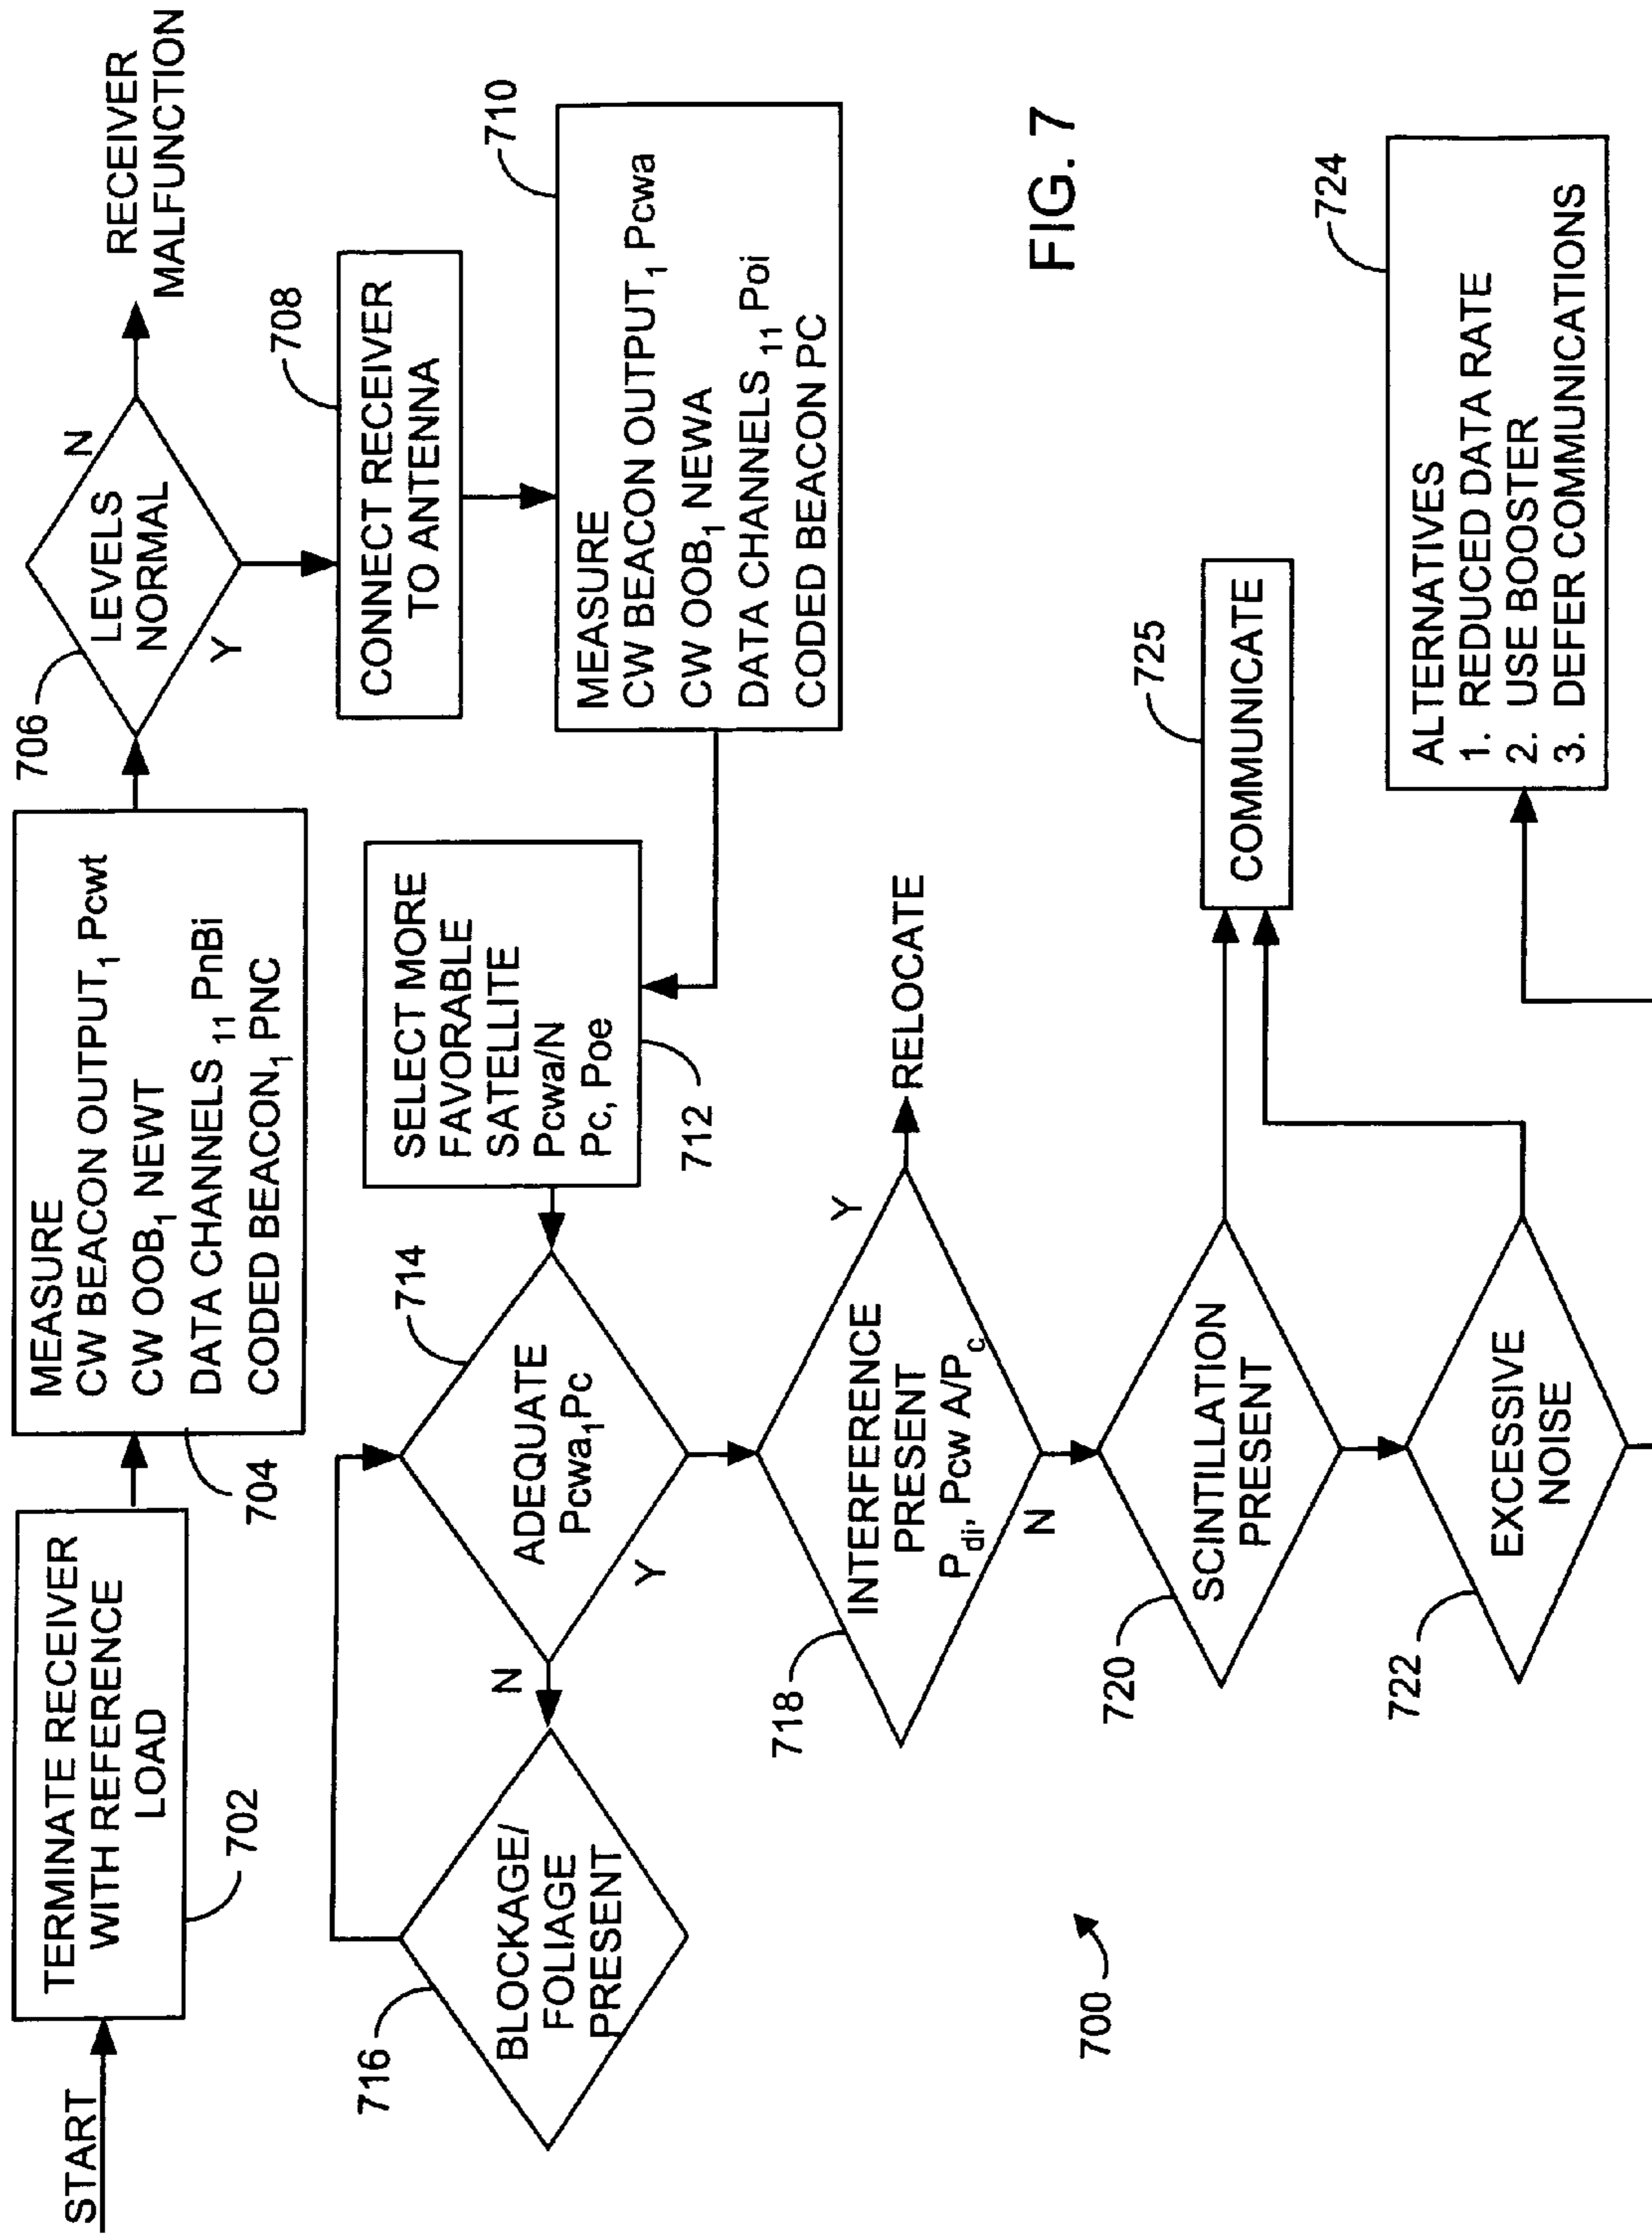 START
TERMINATE RECEIVER
WITH REFERENCE
LOAD
702
MEASURE
CW BEACON OUTPUT₁ Pcwt
CW OOB₁ NEWT
DATA CHANNELS ₁₁ PnBi
CODED BEACON₁ PNC
704
LEVELS
NORMAL
706
N
Y
RECEIVER
MALFUNCTION
CONNECT RECEIVER
TO ANTENNA
708
MEASURE
CW BEACON OUTPUT₁ Pcwa
CW OOB₁ NEWA
DATA CHANNELS ₁₁ Poi
CODED BEACON PC
710
SELECT MORE
FAVORABLE
SATELLITE
Pcwa/N
Pc, Poe
712
ADEQUATE
Pcwa₁Pc
714
N
Y
BLOCKAGE/
FOLIAGE
PRESENT
716
INTERFERENCE
PRESENT
P_di, Pcw A/P_c
718
Y
N
RELOCATE
SCINTILLATION
PRESENT
720
EXCESSIVE
NOISE
722
COMMUNICATE
725
ALTERNATIVES
1. REDUCED DATA RATE
2. USE BOOSTER
3. DEFER COMMUNICATIONS
724
700
FIG. 7